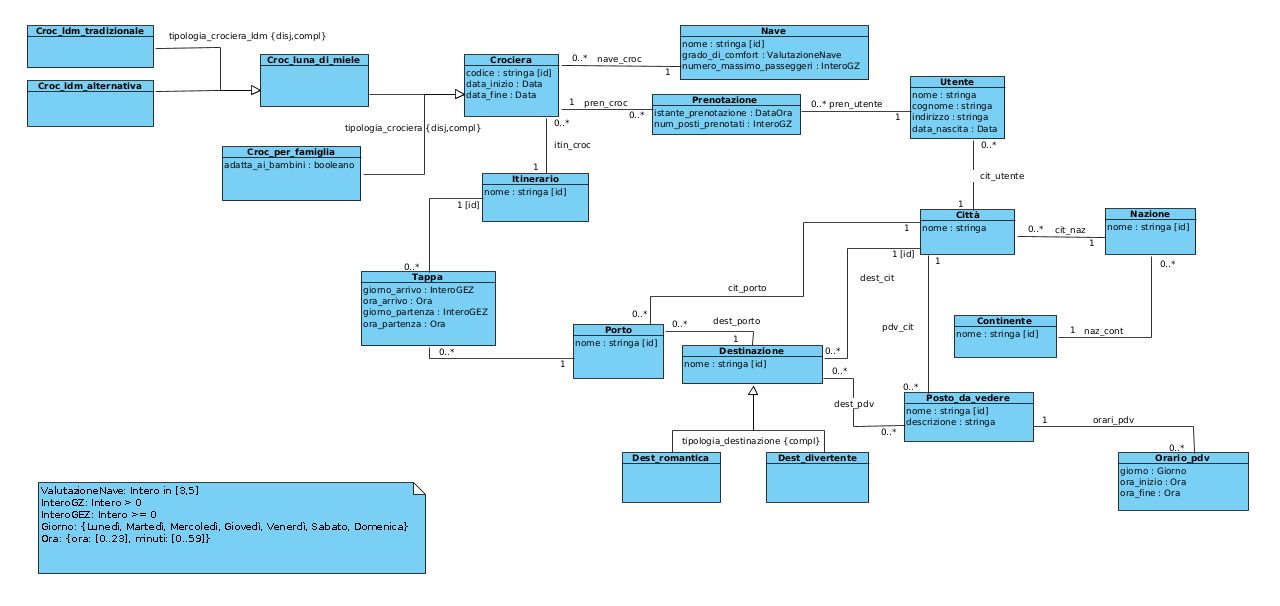 Croc_ldm_tradizionale
tipologia_crociera_ldm {disj,compl}
Croc_ldm_alternativa
Croc_luna_di_miele
Crociera
codice : stringa [id]
data_inizio : Data
data_fine : Data
0..*
nave_croc
1
Nave
nome : stringa [id]
grado_di_comfort : ValutazioneNave
numero_massimo_passeggeri : InteroGZ
1
pren_croc
0..*
Prenotazione
istante_prenotazione : DataOra
num_posti_prenotati : InteroGZ
0..*
pren_utente
1
Utente
nome : stringa
cognome : stringa
indirizzo : stringa
data_nascita : Data
tipologia_crociera {disj,compl}
0..*
itin_croc
1
Croc_per_famiglia
adatta_ai_bambini : booleano
Itinerario
nome : stringa [id]
1 [id]
0..*
cit_utente
1
Città
nome : stringa
0..*
cit_naz
1
Nazione
nome : stringa [id]
0..*
1
1 [id]
1
cit_porto
dest_cit
pdv_cit
0..*
Tappa
giorno_arrivo : InteroGEZ
ora_arrivo : Ora
giorno_partenza : InteroGEZ
ora_partenza : Ora
0..*
1
0..*
Porto
nome : stringa [id]
0..*
dest_porto
1
Destinazione
nome : stringa [id]
0..*
0..*
dest_pdv
0..*
Continente
nome : stringa [id]
1
naz_cont
0..*
Posto_da_vedere
nome : stringa [id]
descrizione : stringa
1
orari_pdv
0..*
tipologia_destinazione {compl}
Dest_romantica
Dest_divertente
Orario_pdv
giorno : Giorno
ora_inizio : Ora
ora_fine : Ora
ValutazioneNave: Intero in [3,5]
InteroGZ: Intero > 0
InteroGEZ: Intero >= 0
Giorno: {Lunedì, Martedì, Mercoledì, Giovedì, Venerdì, Sabato, Domenica}
Ora: {ora: [0..23], minuti: [0..59]}